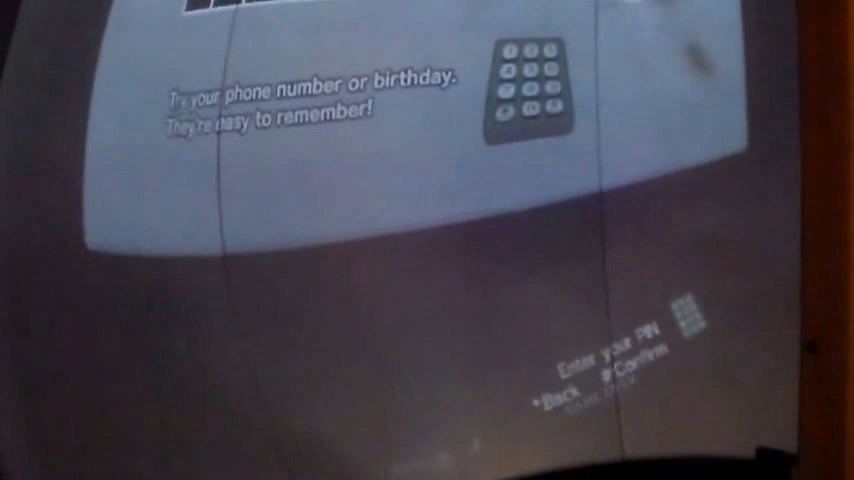 Try your phone number or birthday.
They're easy to remember!
Enter your PIN
*Back #Confirm